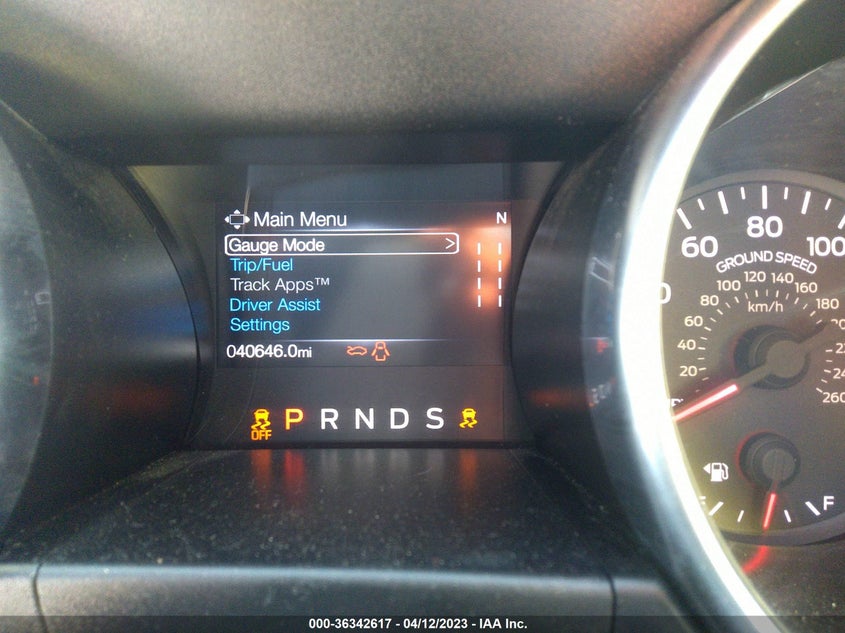 Main Menu N
Gauge Mode >
Trip/Fuel
Track Apps™
Driver Assist
Settings
040646.0mi
OFF P R N D S
60 80 100
GROUND SPEED
20 40 60 80 100 120 140 160 180
km/h
260
F
000-36342617 - 04/12/2023 - IAA Inc.